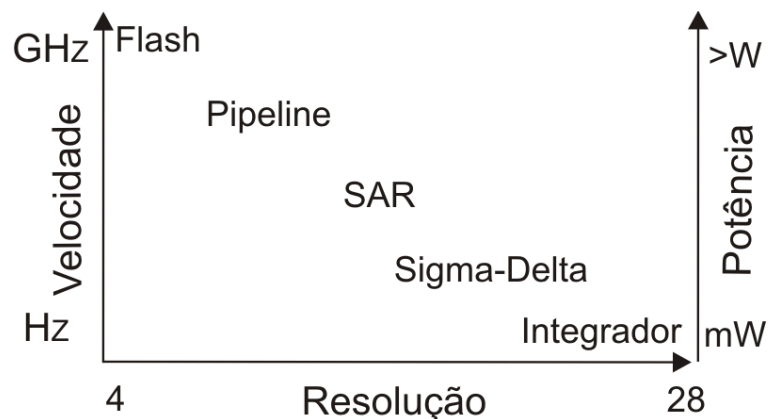 GHz
Flash
>W
Pipeline
Velocidade
SAR
Potência
Sigma-Delta
Hz
Integrador
mW
4
Resolução
28